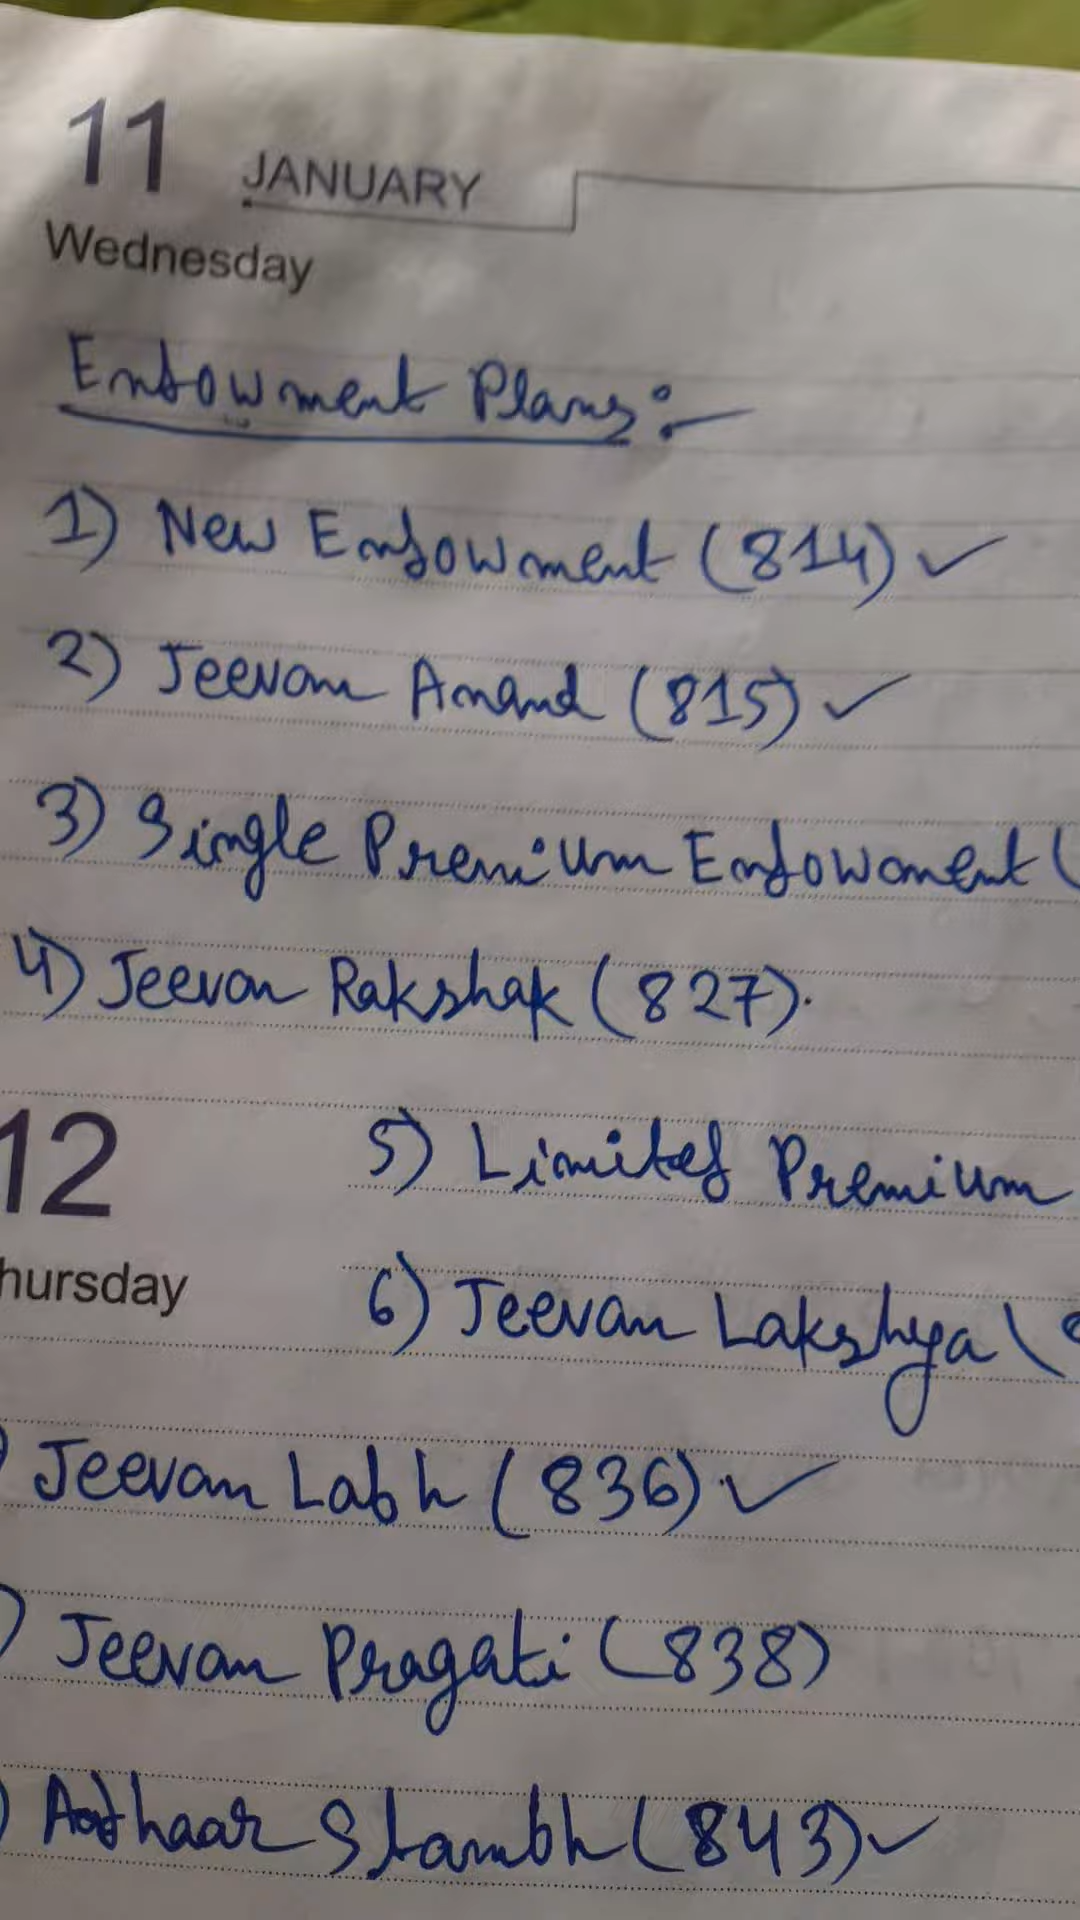 11 JANUARY
Wednesday
Endowment Plans:-
1) New Endowment (814) ✓
2) Jeevan Anand (815) ✓
3) Single Premium Endowment (
4) Jeevan Rakshak (827).
12
hursday
5) Limited Premium
6) Jeevan Lakshya (
) Jeevan Labh (836) ✓
) Jeevan Pragati (838)
) Aadhaar Stambh (843) ✓